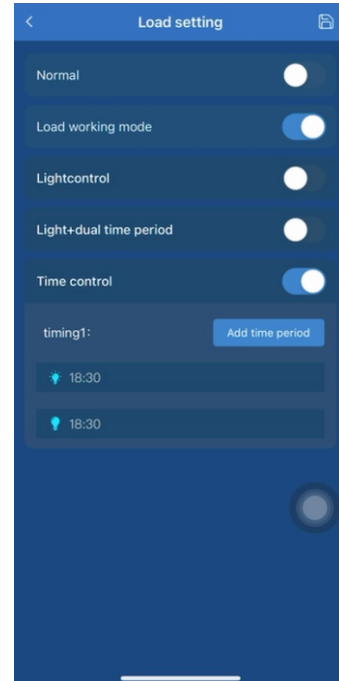 Load setting
Normal
Load working mode
Lightcontrol
Light+dual time period
Time control
timing1:
Add time period
18:30
18:30